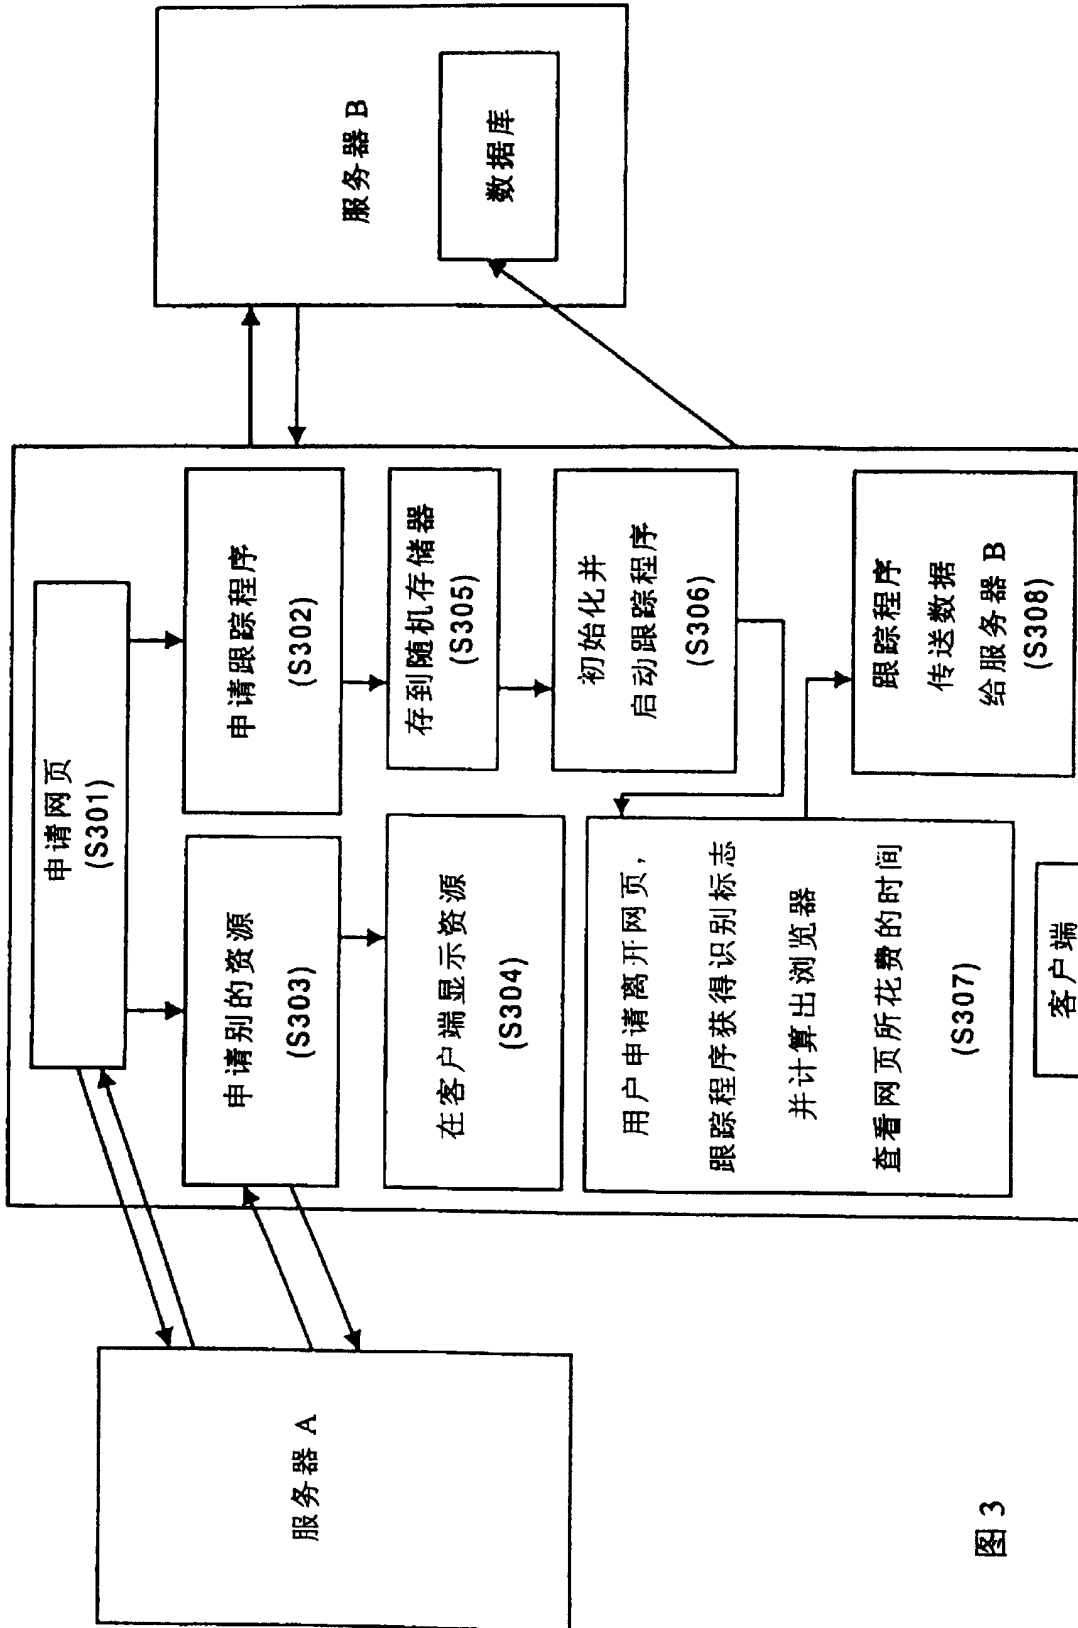 申请网页
(S301)
申请别的资源
(S303)
申请跟踪程序
(S302)
在客户端显示资源
(S304)
存到随机存储器
(S305)
初始化并
启动跟踪程序
(S306)
用户申请离开网页，
跟踪程序获得识别标志
并计算出浏览器
查看网页所花费的时间
(S307)
跟踪程序
传送数据
给服务器 B
(S308)
客户端
服务器 A
服务器 B
数据库
图 3